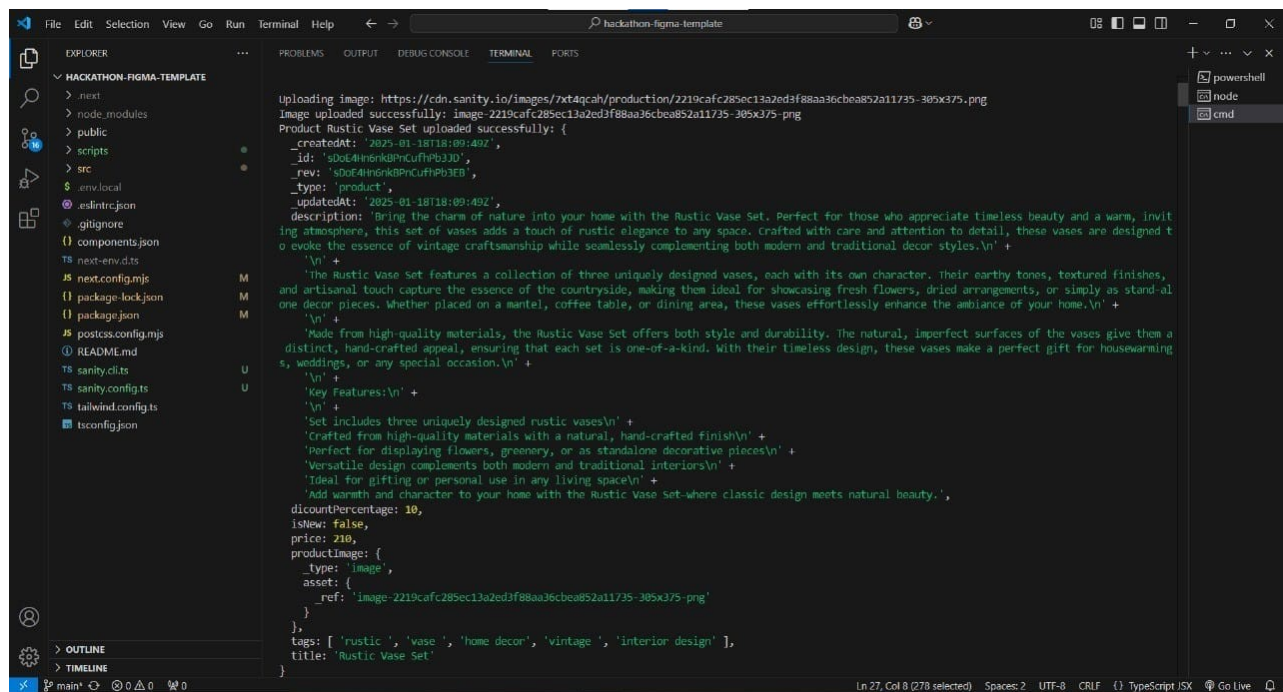 File Edit Selection View Go Run Terminal Help
hackathon-figma-template
EXPLORER
HACKATHON-FIGMA-TEMPLATE
.next
node_modules
public
scripts
src
.env.local
.eslintrc.json
.gitignore
components.json
next-env.d.ts
next.config.mjs M
package-lock.json M
package.json M
postcss.config.mjs
README.md
sanity.cli.ts U
sanity.config.ts U
tailwind.config.ts
tsconfig.json
OUTLINE
TIMELINE
PROBLEMS OUTPUT DEBUG CONSOLE TERMINAL PORTS
Uploading image: https://cdn.sanity.io/images/7xt4qcah/production/2219cafc285ec13a2ed3f88aa36cbea852a11735-305x375.png
Image uploaded successfully: image-2219cafc285ec13a2ed3f88aa36cbea852a11735-305x375-png
Product Rustic Vase Set uploaded successfully: {
_createdAt: '2025-01-18T18:09:49Z',
_id: 'sDoE4Hn6nkBPnCufhPb3JD',
_rev: 'sDoE4Hn6nkBPnCufhPb3EB',
_type: 'product',
_updatedAt: '2025-01-18T18:09:49Z',
description: 'Bring the charm of nature into your home with the Rustic Vase Set. Perfect for those who appreciate timeless beauty and a warm, invit
ing atmosphere, this set of vases adds a touch of rustic elegance to any space. Crafted with care and attention to detail, these vases are designed t
o evoke the essence of vintage craftsmanship while seamlessly complementing both modern and traditional decor styles.\n' +
'\n' +
'The Rustic Vase Set features a collection of three uniquely designed vases, each with its own character. Their earthy tones, textured finishes,
and artisanal touch capture the essence of the countryside, making them ideal for showcasing fresh flowers, dried arrangements, or simply as stand-al
one decor pieces. Whether placed on a mantel, coffee table, or dining area, these vases effortlessly enhance the ambiance of your home.\n' +
'\n' +
'Made from high-quality materials, the Rustic Vase Set offers both style and durability. The natural, imperfect surfaces of the vases give them a
distinct, hand-crafted appeal, ensuring that each set is one-of-a-kind. With their timeless design, these vases make a perfect gift for housewarming
s, weddings, or any special occasion.\n' +
'\n' +
'Key Features:\n' +
'\n' +
'Set includes three uniquely designed rustic vases\n' +
'Crafted from high-quality materials with a natural, hand-crafted finish\n' +
'Perfect for displaying flowers, greenery, or as standalone decorative pieces\n' +
'Versatile design complements both modern and traditional interiors\n' +
'Ideal for gifting or personal use in any living space\n' +
'Add warmth and character to your home with the Rustic Vase Set—where classic design meets natural beauty.',
dicountPercentage: 10,
isNew: false,
price: 210,
productImage: {
_type: 'image',
asset: {
_ref: 'image-2219cafc285ec13a2ed3f88aa36cbea852a11735-305x375-png'
}
},
tags: [ 'rustic ', 'vase ', 'home decor', 'vintage ', 'interior design' ],
title: 'Rustic Vase Set'
}
powershell
node
cmd
16
main* 0 0 0
Ln 27, Col 8 (278 selected) Spaces: 2 UTF-8 CRLF {} TypeScript JSX Go Live